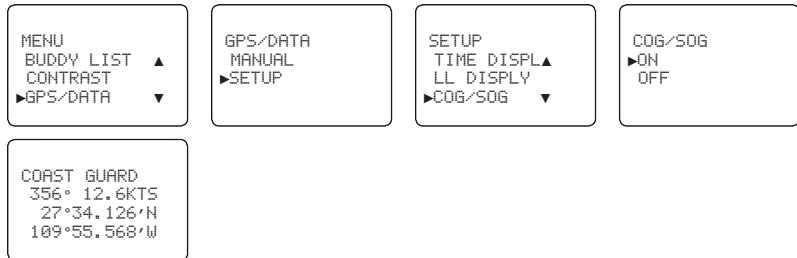 MENU
BUDDY LIST ▲
CONTRAST
►GPS/DATA ▼
GPS/DATA
MANUAL
►SETUP
SETUP
TIME DISPL▲
LL DISPLY
►COG/SOG ▼
COG/SOG
►ON
OFF
COAST GUARD
356° 12.6KTS
27°34.126′N
109°55.568′W